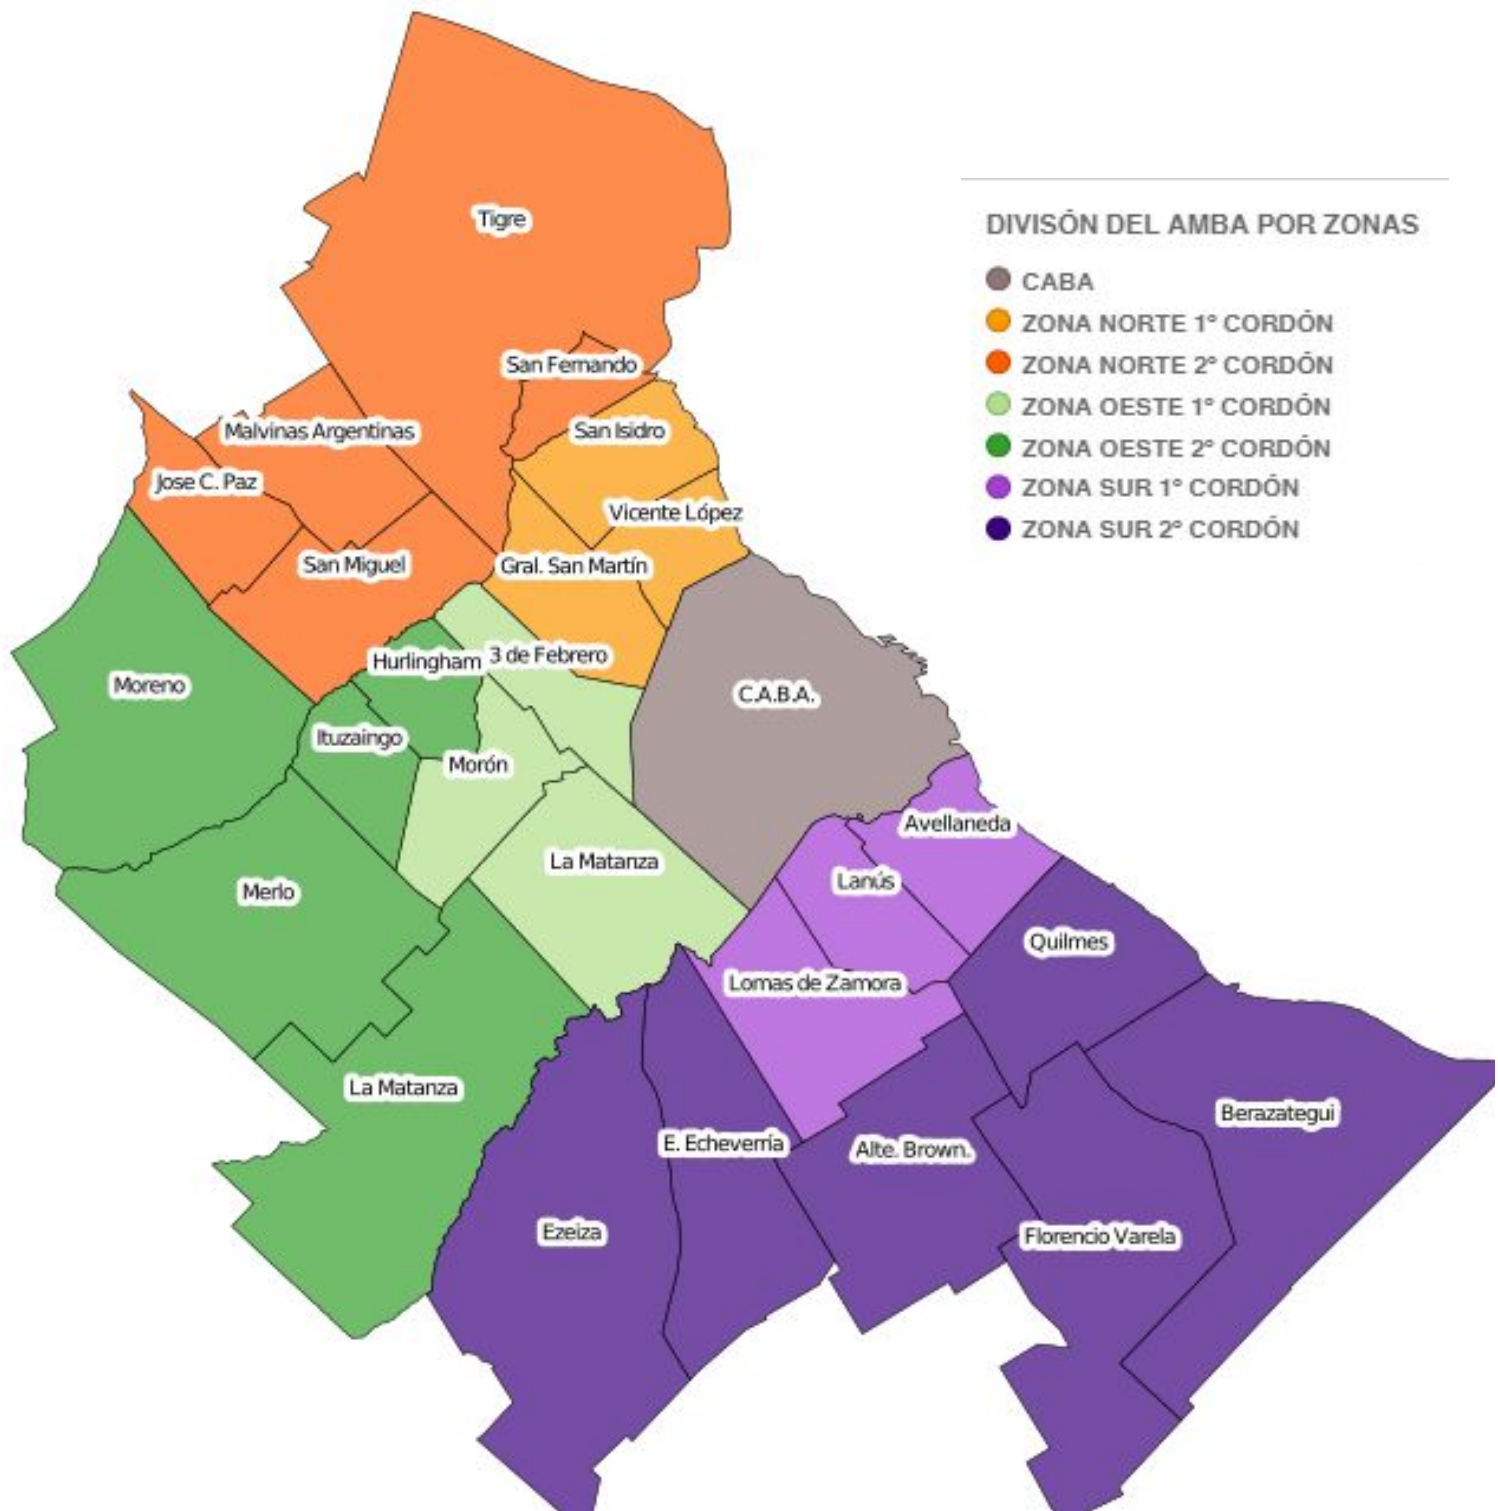 Tigre
DIVISÓN DEL AMBA POR ZONAS
CABA
ZONA NORTE 1° CORDÓN
ZONA NORTE 2° CORDÓN
ZONA OESTE 1° CORDÓN
ZONA OESTE 2° CORDÓN
ZONA SUR 1° CORDÓN
ZONA SUR 2° CORDÓN
San Fernando
Malvinas Argentinas
San Isidro
Jose C. Paz
Vicente López
San Miguel
Gral. San Martín
Hurlingham
3 de Febrero
Moreno
C.A.B.A.
Ituzaingo
Morón
Avellaneda
La Matanza
Lanús
Merlo
Quilmes
Lomas de Zamora
La Matanza
Berazategui
E. Echeverría
Alte. Brown.
Ezeiza
Florencio Varela